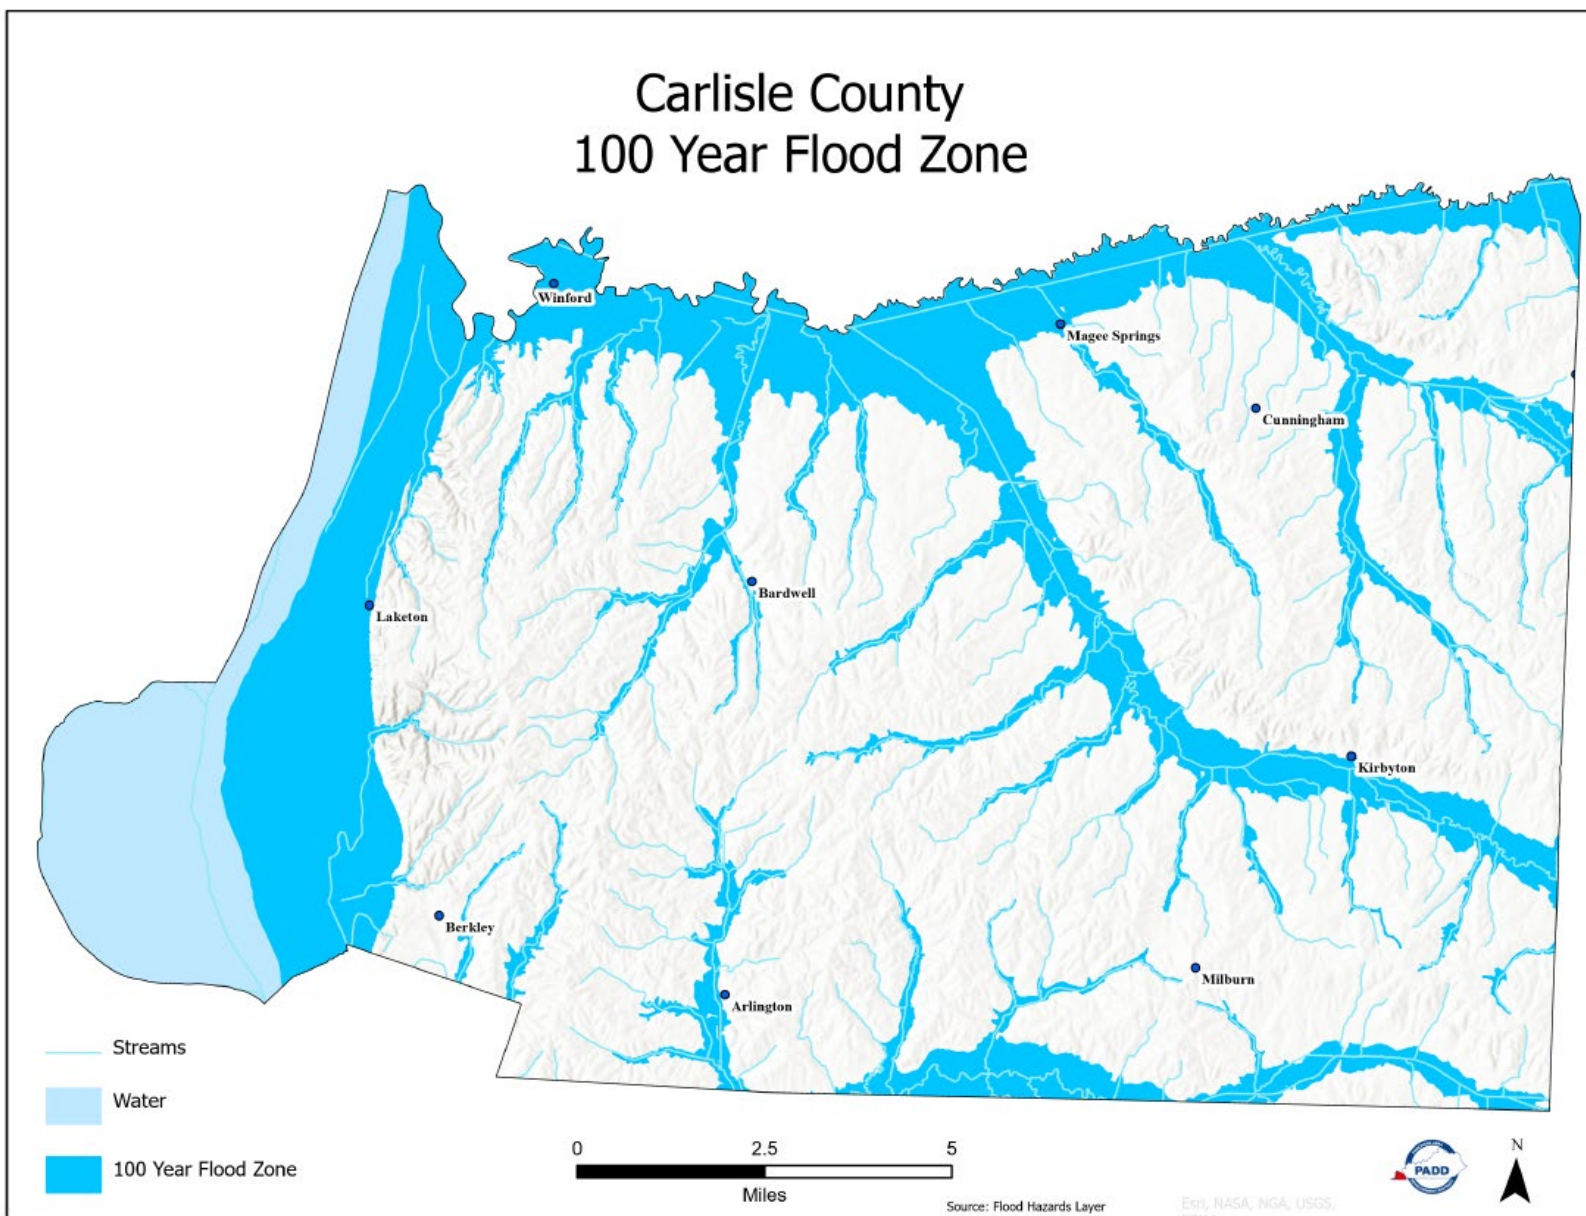 Carlisle County
100 Year Flood Zone
Winford
Magee Springs
Cunningham
Bardwell
Laketon
Kirbyton
Berkley
Milburn
Arlington
Streams
Water
100 Year Flood Zone
0 2.5 5
Miles
Source: Flood Hazards Layer
Esri, NASA, NGA, USGS,
PADD
N